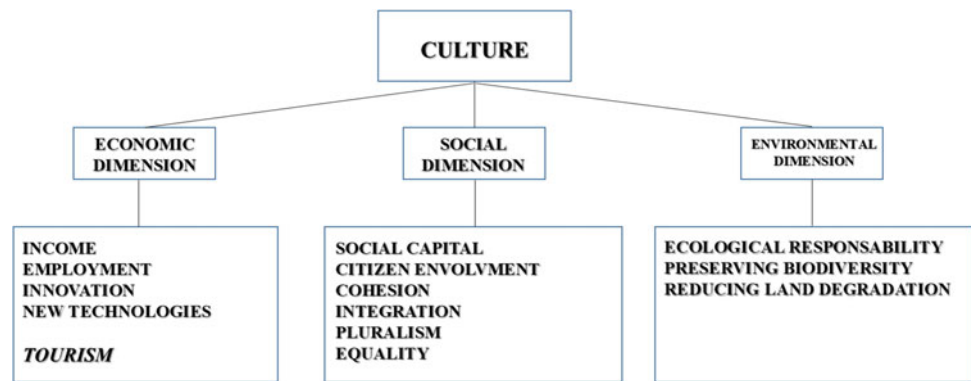 CULTURE
ECONOMIC
DIMENSION
SOCIAL
DIMENSION
ENVIRONMENTAL
DIMENSION
INCOME
EMPLOYMENT
INNOVATION
NEW TECHNOLOGIES
TOURISM
SOCIAL CAPITAL
CITIZEN ENVOLVMENT
COHESION
INTEGRATION
PLURALISM
EQUALITY
ECOLOGICAL RESPONSABILITY
PRESERVING BIODIVERSITY
REDUCING LAND DEGRADATION